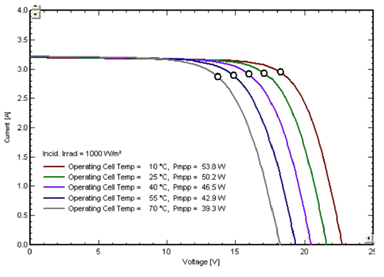 4.0
3.5
3.0
2.5
2.0
1.5
1.0
0.5
0.0
Current [A]
Incid. Irrad = 1000 W/m²
Operating Cell Temp = 10 °C, Pmpp = 53.8 W
Operating Cell Temp = 25 °C, Pmpp = 50.2 W
Operating Cell Temp = 40 °C, Pmpp = 46.5 W
Operating Cell Temp = 55 °C, Pmpp = 42.9 W
Operating Cell Temp = 70 °C, Pmpp = 39.3 W
0 5 10 15 20 25
Voltage [V]